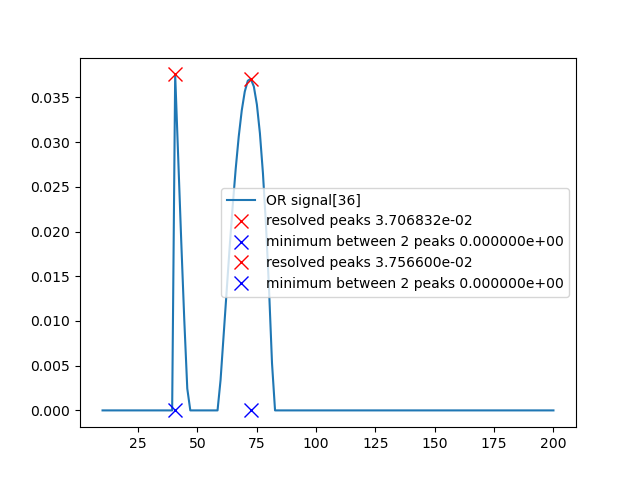 0.035
0.030
0.025
0.020
0.015
0.010
0.005
0.000
OR signal[36]
resolved peaks 3.706832e-02
minimum between 2 peaks 0.000000e+00
resolved peaks 3.756600e-02
minimum between 2 peaks 0.000000e+00
25 50 75 100 125 150 175 200